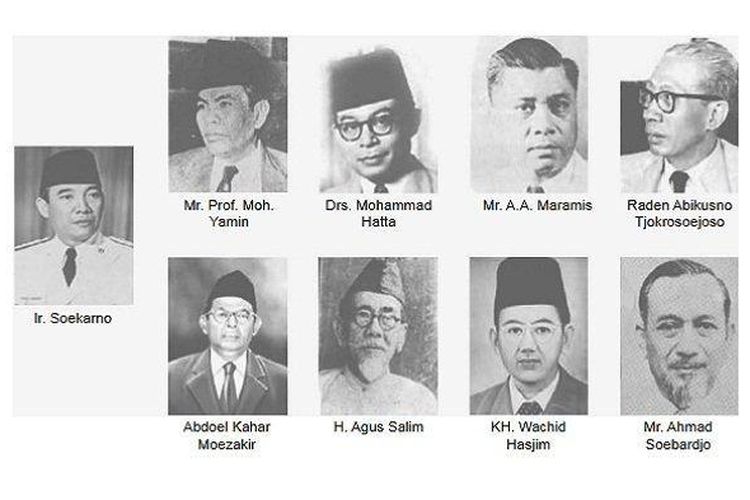 Mr. Prof. Moh.
Yamin
Drs. Mohammad
Hatta
Mr. A.A. Maramis
Raden Abikusno
Tjokrosoejoso
Ir. Soekarno
Abdoel Kahar
Moezakir
H. Agus Salim
KH. Wachid
Hasjim
Mr. Ahmad
Soebardjo